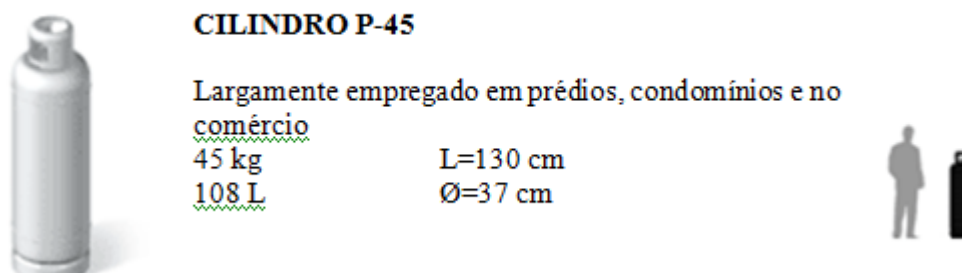 CILINDRO P-45
Largamente empregado em prédios, condomínios e no
comércio
45 kg L=130 cm
108 L Ø=37 cm